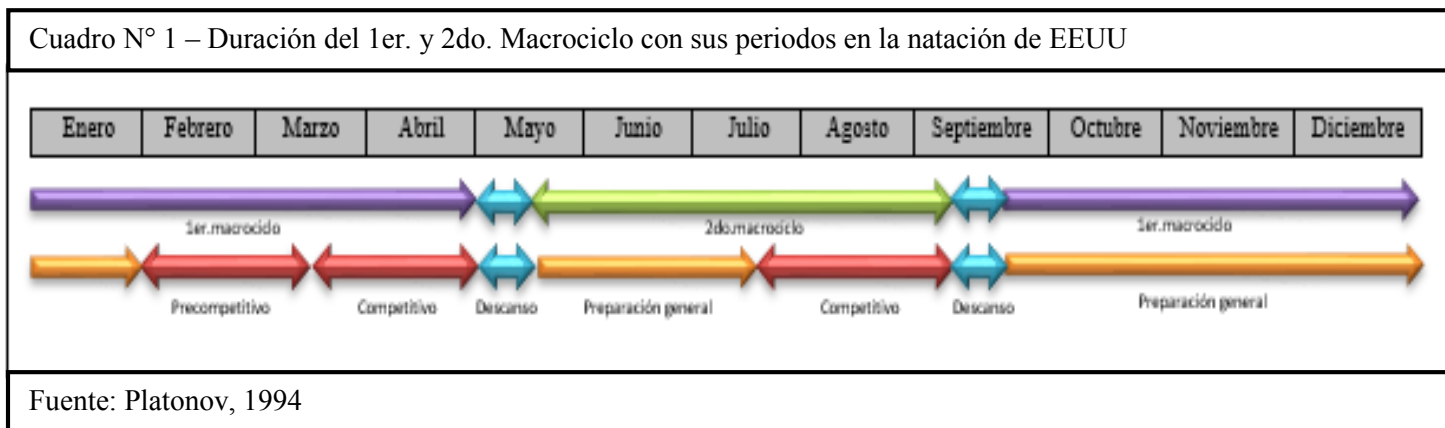 Cuadro N° 1 – Duración del 1er. y 2do. Macrociclo con sus periodos en la natación de EEUU
Enero Febrero Marzo Abril Mayo Junio Julio Agosto Septiembre Octubre Noviembre Diciembre
1er.macrociclo 2do.macrociclo 1er.macrociclo
Precompetitivo Competitivo Descanso Preparación general Competitivo Descanso Preparación general
Fuente: Platonov, 1994